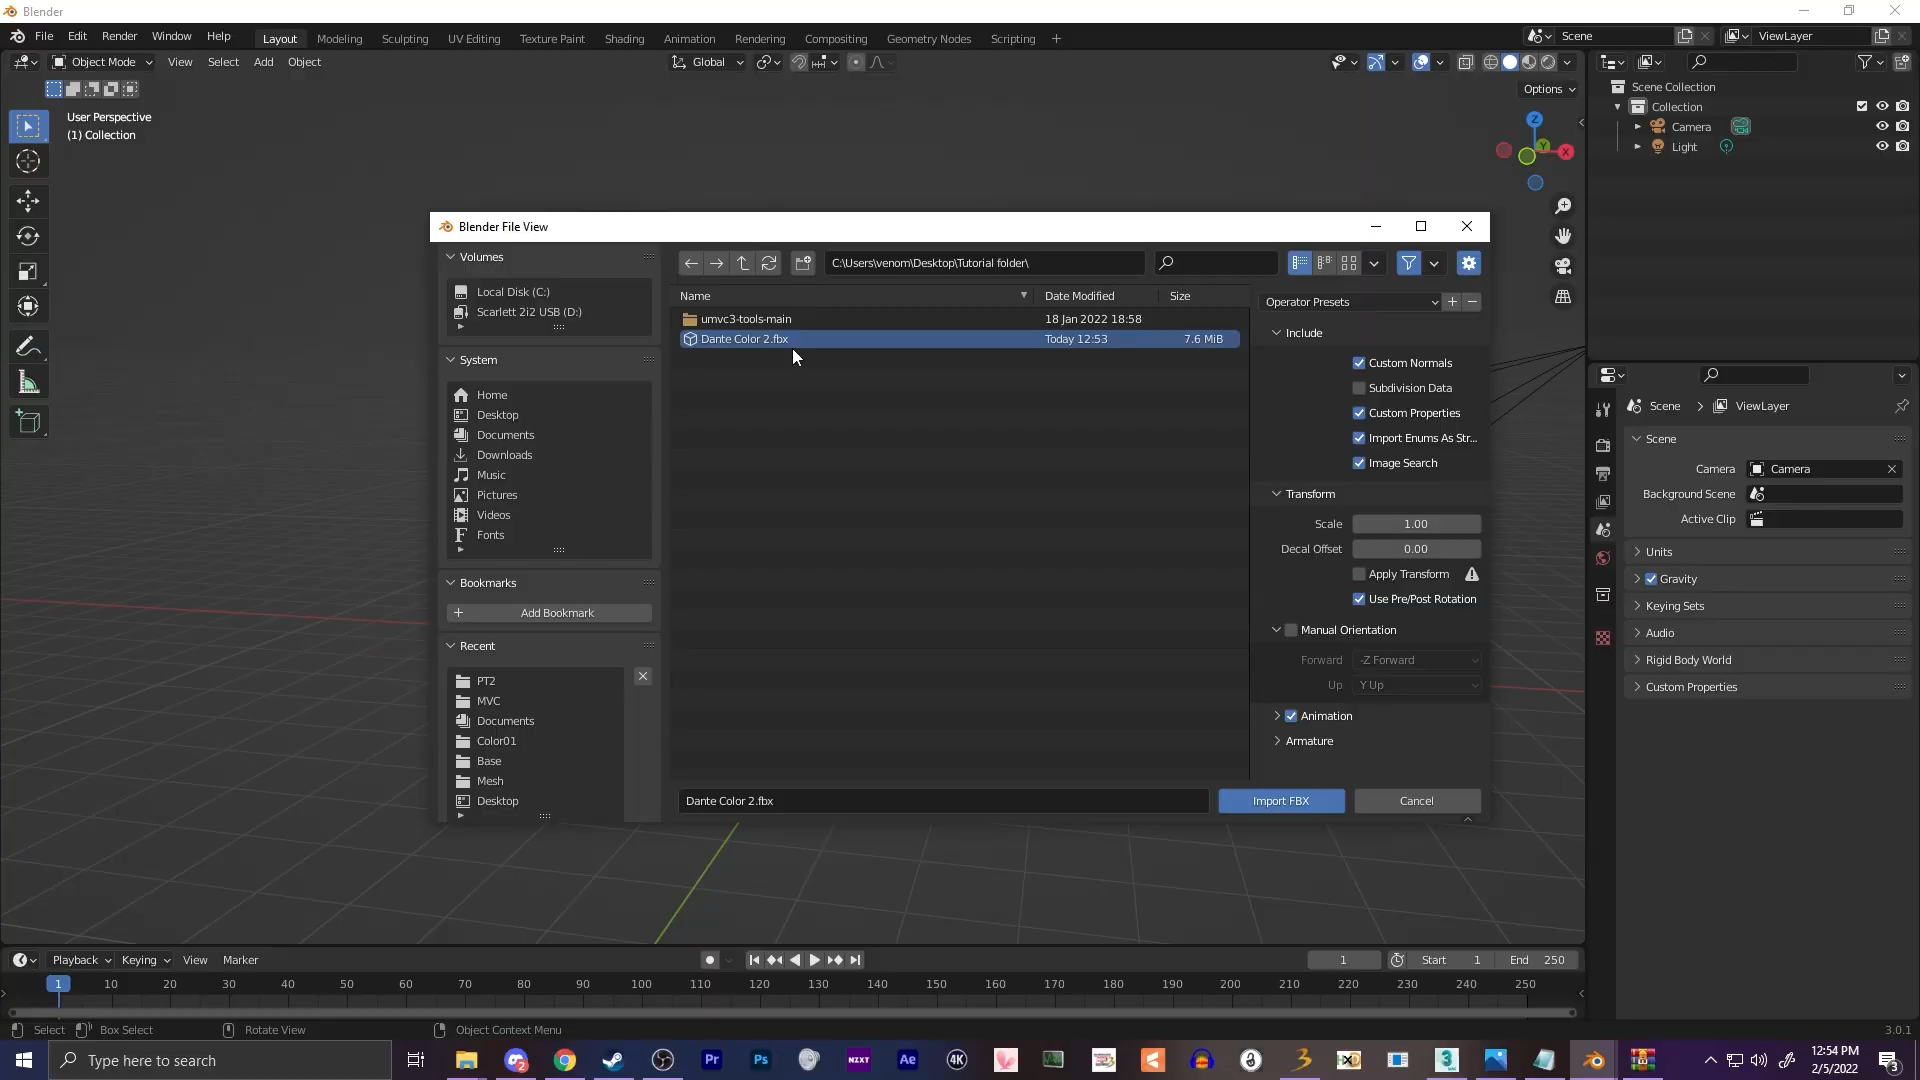 Blender
File Edit Render Window Help Layout Modeling Sculpting UV Editing Texture Paint Shading Animation Rendering Compositing Geometry Nodes Scripting + Scene ViewLayer
Object Mode View Select Add Object Global
Options
User Perspective
(1) Collection
Z
Y
X
Scene Collection
Collection
Camera
Light
Blender File View
Volumes
Local Disk (C:)
Scarlett 2i2 USB (D:)
System
Home
Desktop
Documents
Downloads
Music
Pictures
Videos
Fonts
Bookmarks
Add Bookmark
Recent
PT2
MVC
Documents
Color01
Base
Mesh
Desktop
C:\Users\venom\Desktop\Tutorial folder\
Name Date Modified Size
umvc3-tools-main 18 Jan 2022 18:58
Dante Color 2.fbx Today 12:53 7.6 MiB
Operator Presets
Include
Custom Normals
Subdivision Data
Custom Properties
Import Enums As Str...
Image Search
Transform
Scale 1.00
Decal Offset 0.00
Apply Transform
Use Pre/Post Rotation
Manual Orientation
Forward -Z Forward
Up Y Up
Animation
Armature
Dante Color 2.fbx Import FBX Cancel
Scene > ViewLayer
Scene
Camera Camera
Background Scene
Active Clip
Units
Gravity
Keying Sets
Audio
Rigid Body World
Custom Properties
Playback Keying View Marker 1 Start 1 End 250
1 10 20 30 40 50 60 70 80 90 100 110 120 130 140 150 160 170 180 190 200 210 220 230 240 250
Select Box Select Rotate View Object Context Menu 3.0.1
Type here to search
Pr Ps NZXT Ae 4K
2
3
12:54 PM
2/5/2022
3